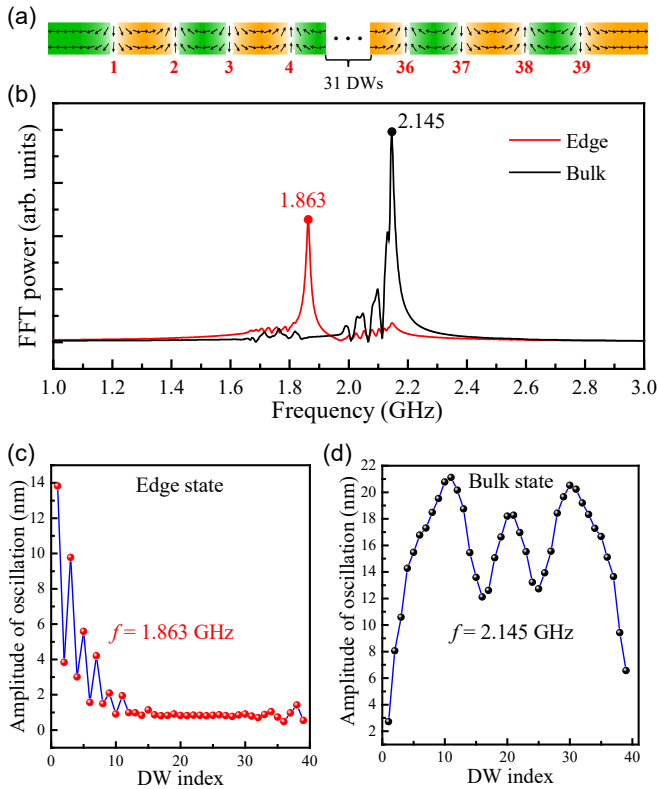 (a)
1 2 3 4 36 37 38 39
31 DWs
(b)
2.145
1.863
Edge
Bulk
FFT power (arb. units)
1.0 1.2 1.4 1.6 1.8 2.0 2.2 2.4 2.6 2.8 3.0
Frequency (GHz)
(c)
Edge state
14
12
10
8
6
4
2
0
f = 1.863 GHz
Amplitude of oscillation (nm)
0 10 20 30 40
DW index
(d)
Bulk state
22
20
18
16
14
12
10
8
6
4
2
f = 2.145 GHz
Amplitude of oscillation (nm)
0 10 20 30 40
DW index